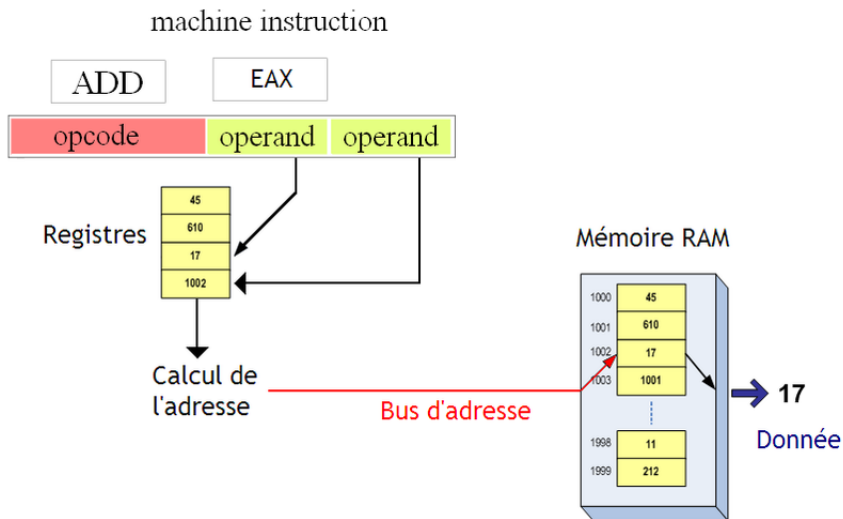 machine instruction
ADD
EAX
opcode operand operand
Registres
45
610
17
1002
Calcul de
l'adresse
Bus d'adresse
Mémoire RAM
1000 45
1001 610
1002 17
1003 1001
1998 11
1999 212
17
Donnée